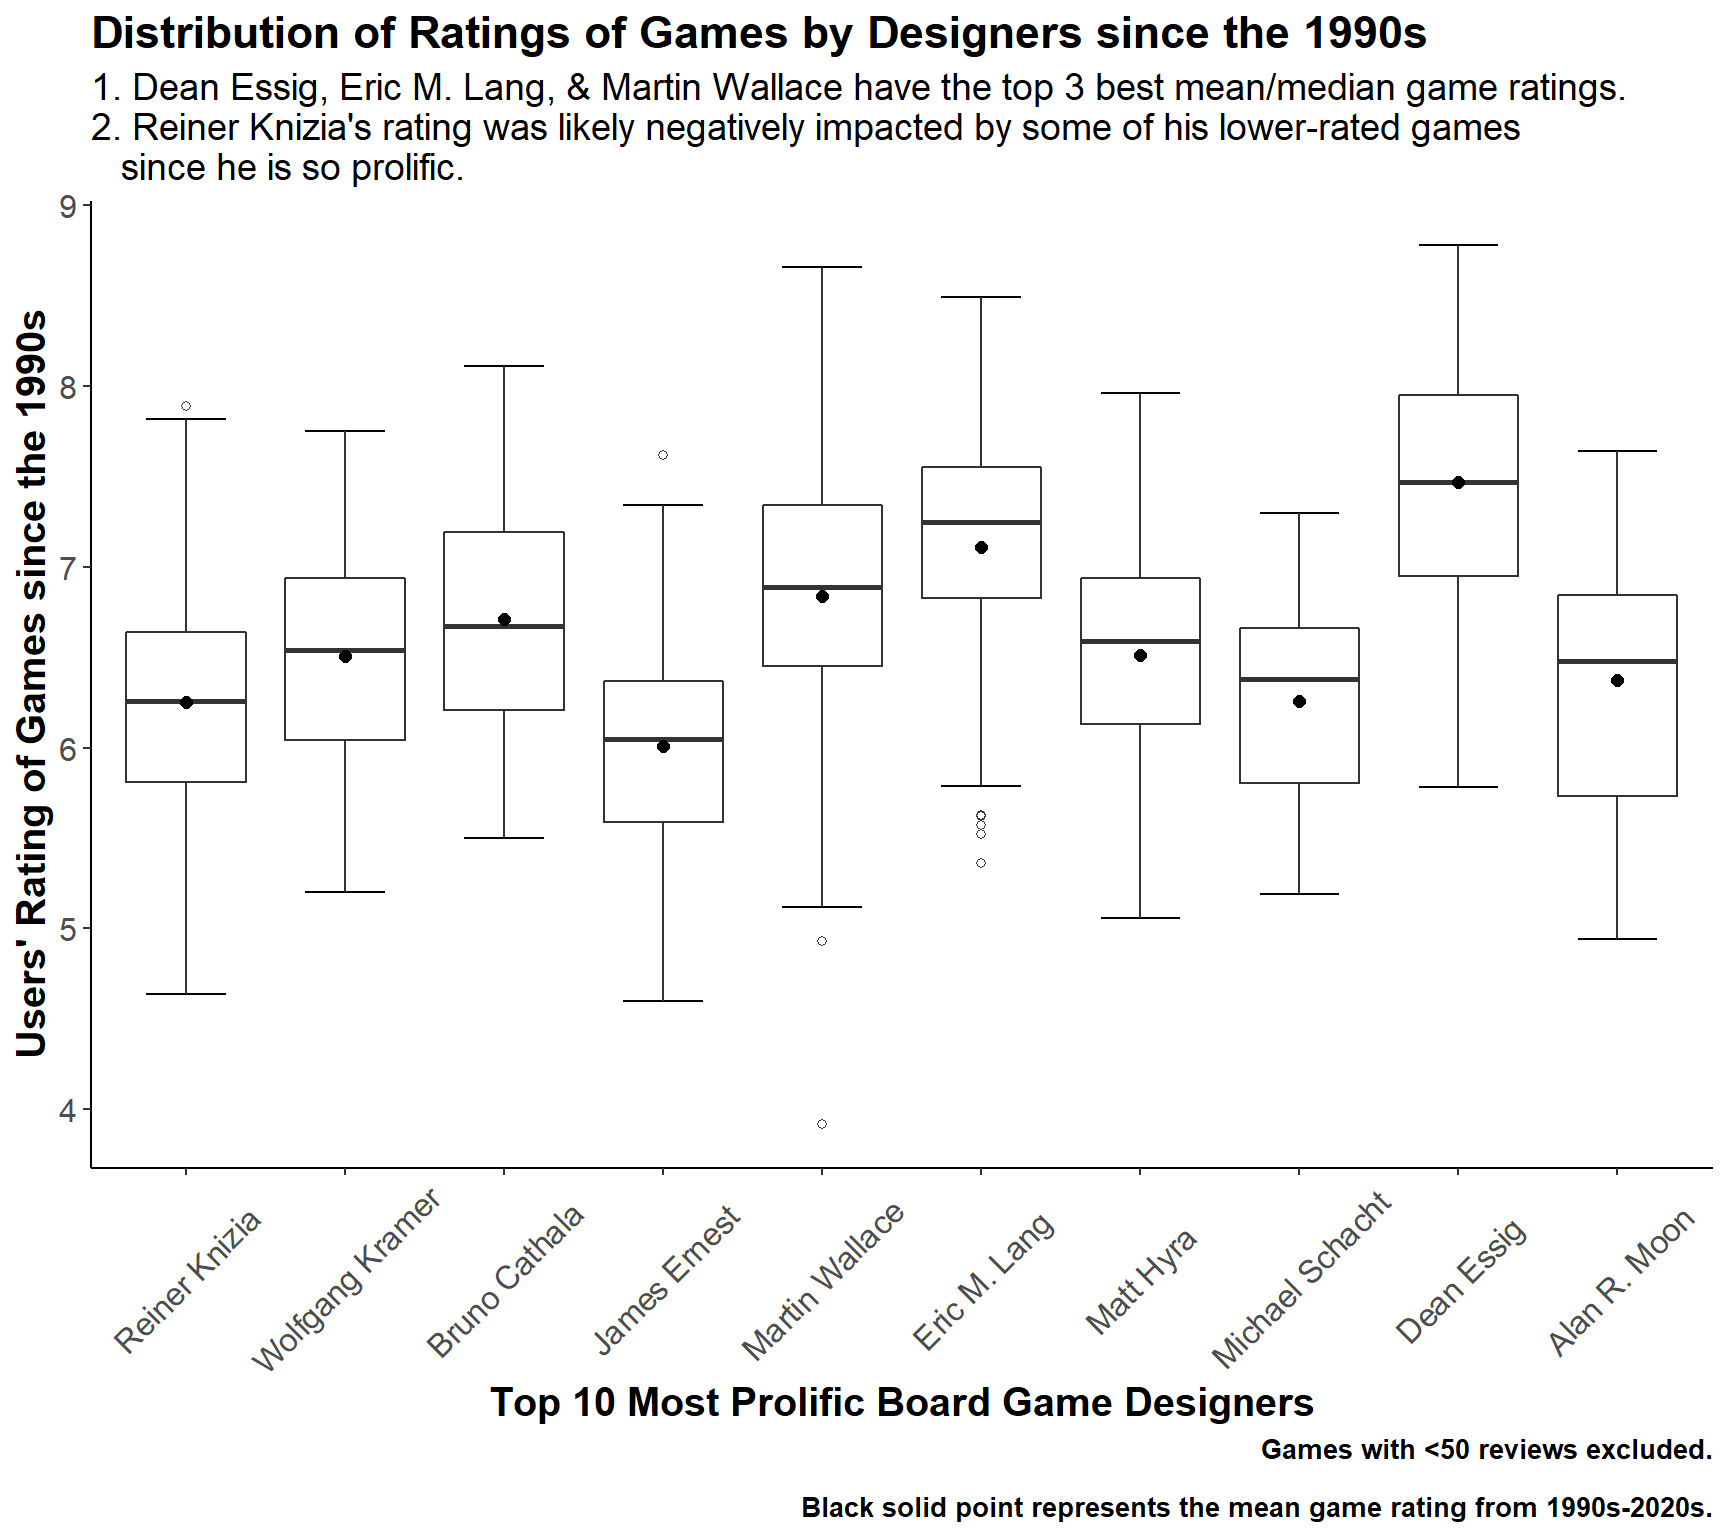 Distribution of Ratings of Games by Designers since the 1990s
1. Dean Essig, Eric M. Lang, & Martin Wallace have the top 3 best mean/median game ratings.
2. Reiner Knizia's rating was likely negatively impacted by some of his lower-rated games
since he is so prolific.
Users' Rating of Games since the 1990s
9
8
7
6
5
4
Reiner Knizia
Wolfgang Kramer
Bruno Cathala
James Ernest
Martin Wallace
Eric M. Lang
Matt Hyra
Michael Schacht
Dean Essig
Alan R. Moon
Top 10 Most Prolific Board Game Designers
Games with <50 reviews excluded.
Black solid point represents the mean game rating from 1990s-2020s.